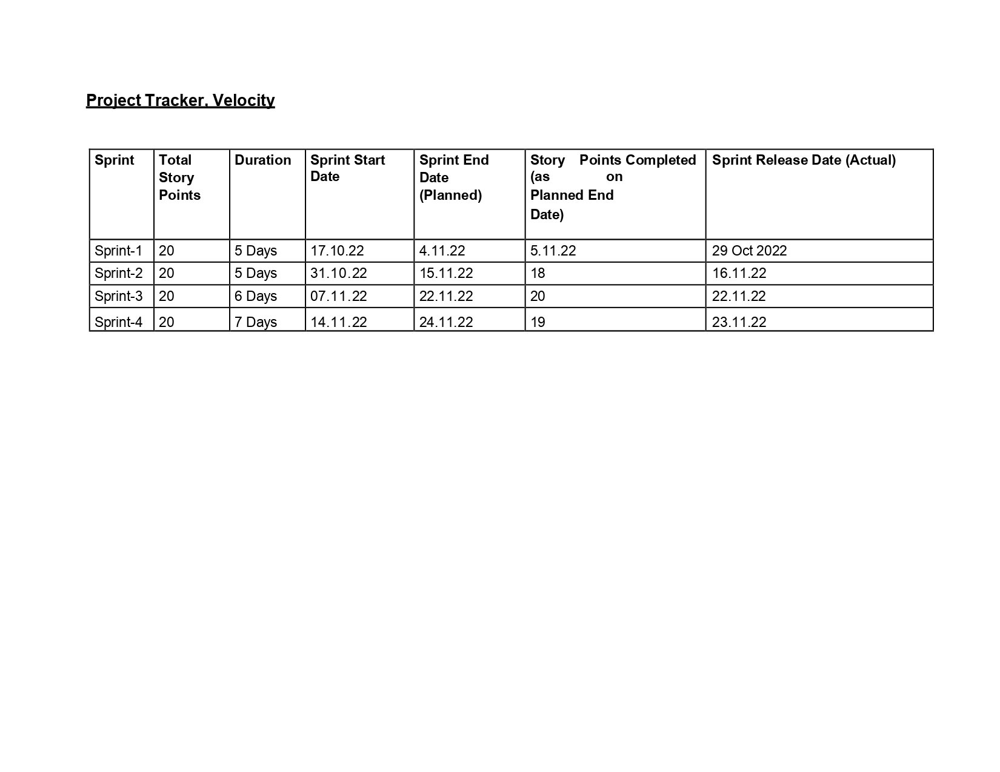 Project Tracker, Velocity
Sprint Total Story Points Duration Sprint Start Date Sprint End Date (Planned) Story Points Completed (as on Planned End Date) Sprint Release Date (Actual)
Sprint-1 20 5 Days 17.10.22 4.11.22 5.11.22 29 Oct 2022
Sprint-2 20 5 Days 31.10.22 15.11.22 18 16.11.22
Sprint-3 20 6 Days 07.11.22 22.11.22 20 22.11.22
Sprint-4 20 7 Days 14.11.22 24.11.22 19 23.11.22